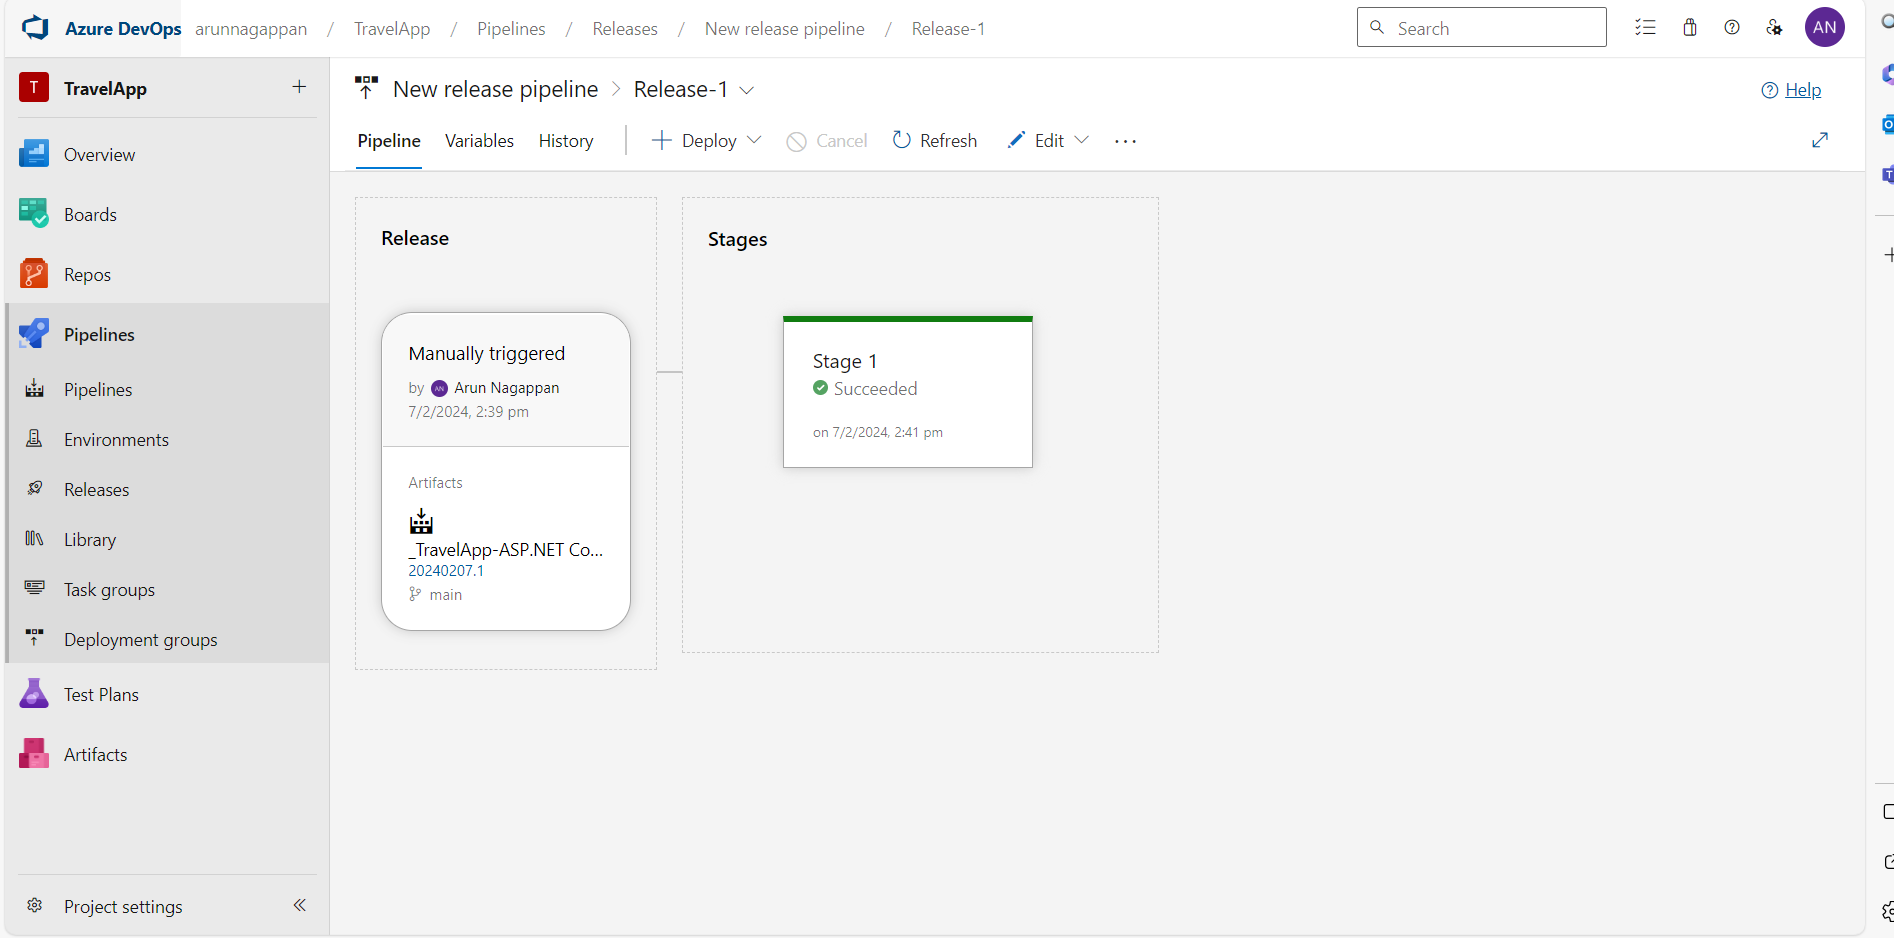 Azure DevOps arunnagappan / TravelApp / Pipelines / Releases / New release pipeline / Release-1 Search AN
T TravelApp
New release pipeline > Release-1 Help
Pipeline Variables History Deploy Cancel Refresh Edit ...
Overview
Boards
Repos
Pipelines
Pipelines
Environments
Releases
Library
Task groups
Deployment groups
Test Plans
Artifacts
Project settings
Release
Manually triggered
by AN Arun Nagappan
7/2/2024, 2:39 pm
Artifacts
_TravelApp-ASP.NET Co...
20240207.1
main
Stages
Stage 1
Succeeded
on 7/2/2024, 2:41 pm